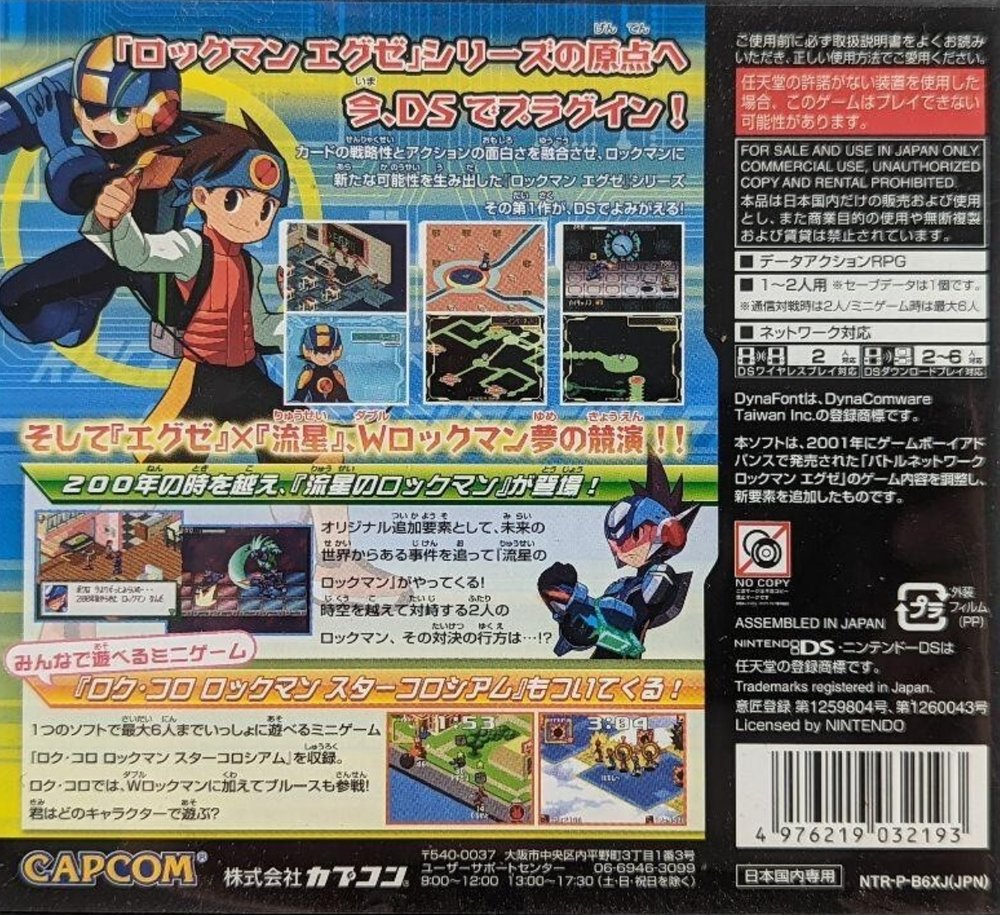 『ロックマン エグゼ』シリーズの原点へ
今、DSでプラグイン!
カードの戦略性とアクションの面白さを融合させ、ロックマンに
新たな可能性を生み出した『ロックマン エグゼ』シリーズ
その第1作が、DSでよみがえる!
そして『エグゼ』×『流星』、Wロックマン夢の競演!!
200年の時を越え、『流星のロックマン』が登場!
オリジナル追加要素として、未来の
世界からある事件を追って『流星の
ロックマン』がやってくる!
時空を越えて対峙する2人の
ロックマン、その対決の行方は…!?
みんなで遊べるミニゲーム
『ロク・コロ ロックマン スターコロシアム』もついてくる!
1つのソフトで最大6人までいっしょに遊べるミニゲーム
『ロク・コロ ロックマン スターコロシアム』を収録。
ロク・コロでは、Wロックマンに加えてブルースも参戦!
君はどのキャラクターで遊ぶ?
1:53
3:04
CAPCOM®
株式会社カプコン
〒540-0037 大阪市中央区内平野町3丁目1番3号
ユーザーサポートセンター 06-6946-3099
9:00〜12:00 13:00〜17:30(土・日・祝日を除く)
ご使用前に必ず取扱説明書をよくお読み
いただき、正しい使用方法でご愛用ください。
任天堂の許諾がない装置を使用した
場合、このゲームはプレイできない
可能性があります。
FOR SALE AND USE IN JAPAN ONLY.
COMMERCIAL USE, UNAUTHORIZED
COPY AND RENTAL PROHIBITED.
本品は日本国内だけの販売および使用
とし、また商業目的の使用や無断複製
および賃貸は禁止されています。
■ データアクションRPG
■ 1〜2人用 ※セーブデータは1個です。
※通信対戦時は2人/ミニゲーム時は最大6人
■ ネットワーク対応
2人対応
DSワイヤレスプレイ対応
2〜6人対応
DSダウンロードプレイ対応
DynaFontは、DynaComware
Taiwan Inc.の登録商標です。
本ソフトは、2001年にゲームボーイアド
バンスで発売された「バトルネットワーク
ロックマン エグゼ」のゲーム内容を調整し、
新要素を追加したものです。
NO COPY
プラ
外装
フィルム
(PP)
ASSEMBLED IN JAPAN
NINTENDO DS・ニンテンドーDSは
任天堂の登録商標です。
Trademarks registered in Japan.
意匠登録 第1259804号、第1260043号
Licensed by NINTENDO
4 976219 032193
日本国内専用
NTR-P-B6XJ(JPN)